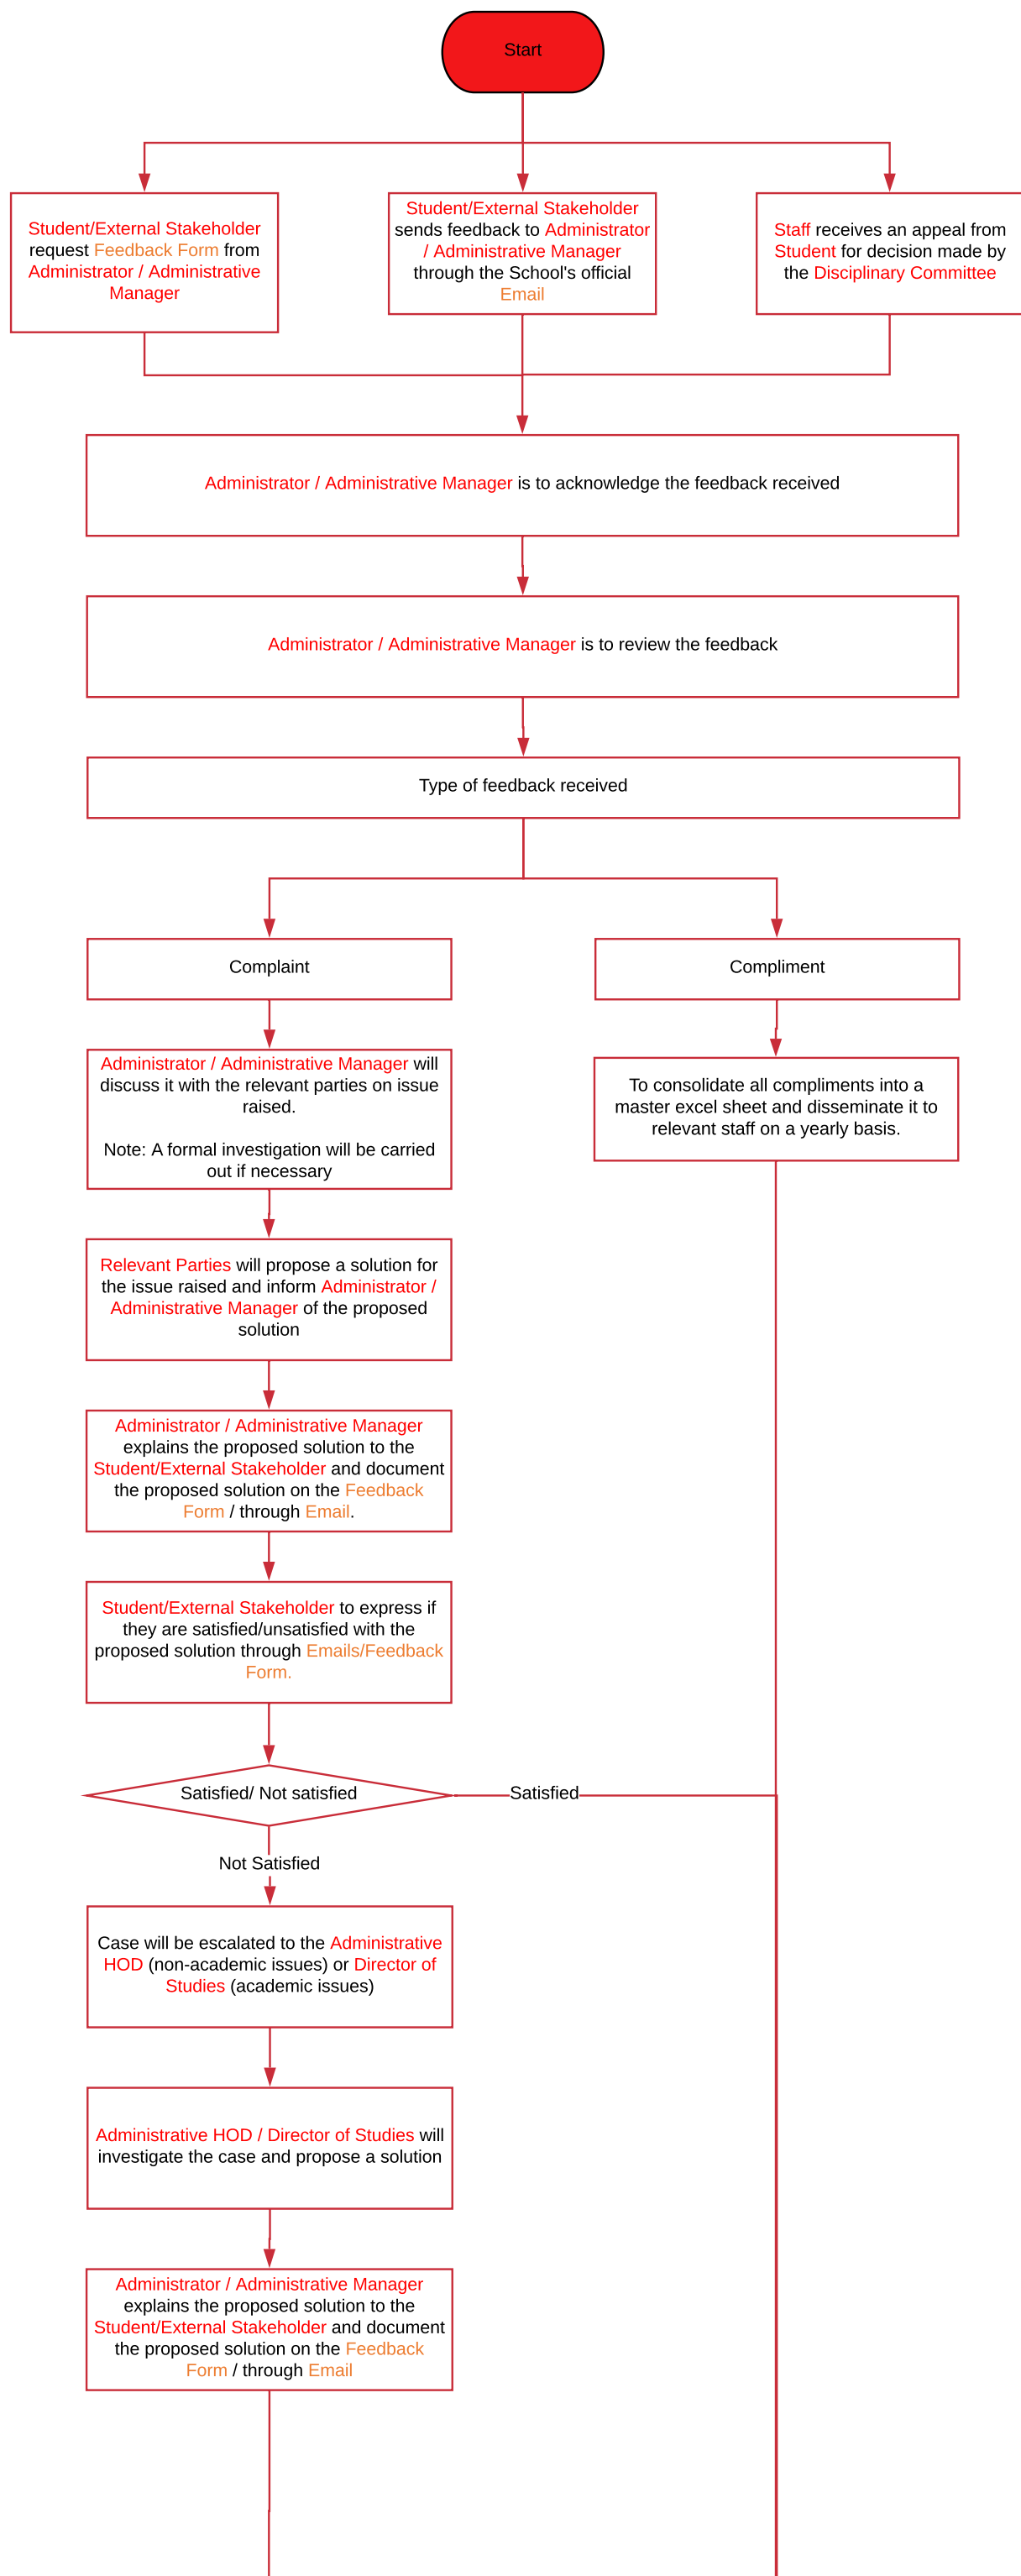 Start
Student/External Stakeholder
request Feedback Form from
Administrator / Administrative
Manager
Student/External Stakeholder
sends feedback to Administrator
/ Administrative Manager
through the School's official
Email
Staff receives an appeal from
Student for decision made by
the Disciplinary Committee
Administrator / Administrative Manager is to acknowledge the feedback received
Administrator / Administrative Manager is to review the feedback
Type of feedback received
Complaint
Compliment
Administrator / Administrative Manager will
discuss it with the relevant parties on issue
raised.
Note: A formal investigation will be carried
out if necessary
To consolidate all compliments into a
master excel sheet and disseminate it to
relevant staff on a yearly basis.
Relevant Parties will propose a solution for
the issue raised and inform Administrator /
Administrative Manager of the proposed
solution
Administrator / Administrative Manager
explains the proposed solution to the
Student/External Stakeholder and document
the proposed solution on the Feedback
Form / through Email.
Student/External Stakeholder to express if
they are satisfied/unsatisfied with the
proposed solution through Emails/Feedback
Form.
Satisfied/ Not satisfied
Satisfied
Not Satisfied
Case will be escalated to the Administrative
HOD (non-academic issues) or Director of
Studies (academic issues)
Administrative HOD / Director of Studies will
investigate the case and propose a solution
Administrator / Administrative Manager
explains the proposed solution to the
Student/External Stakeholder and document
the proposed solution on the Feedback
Form / through Email